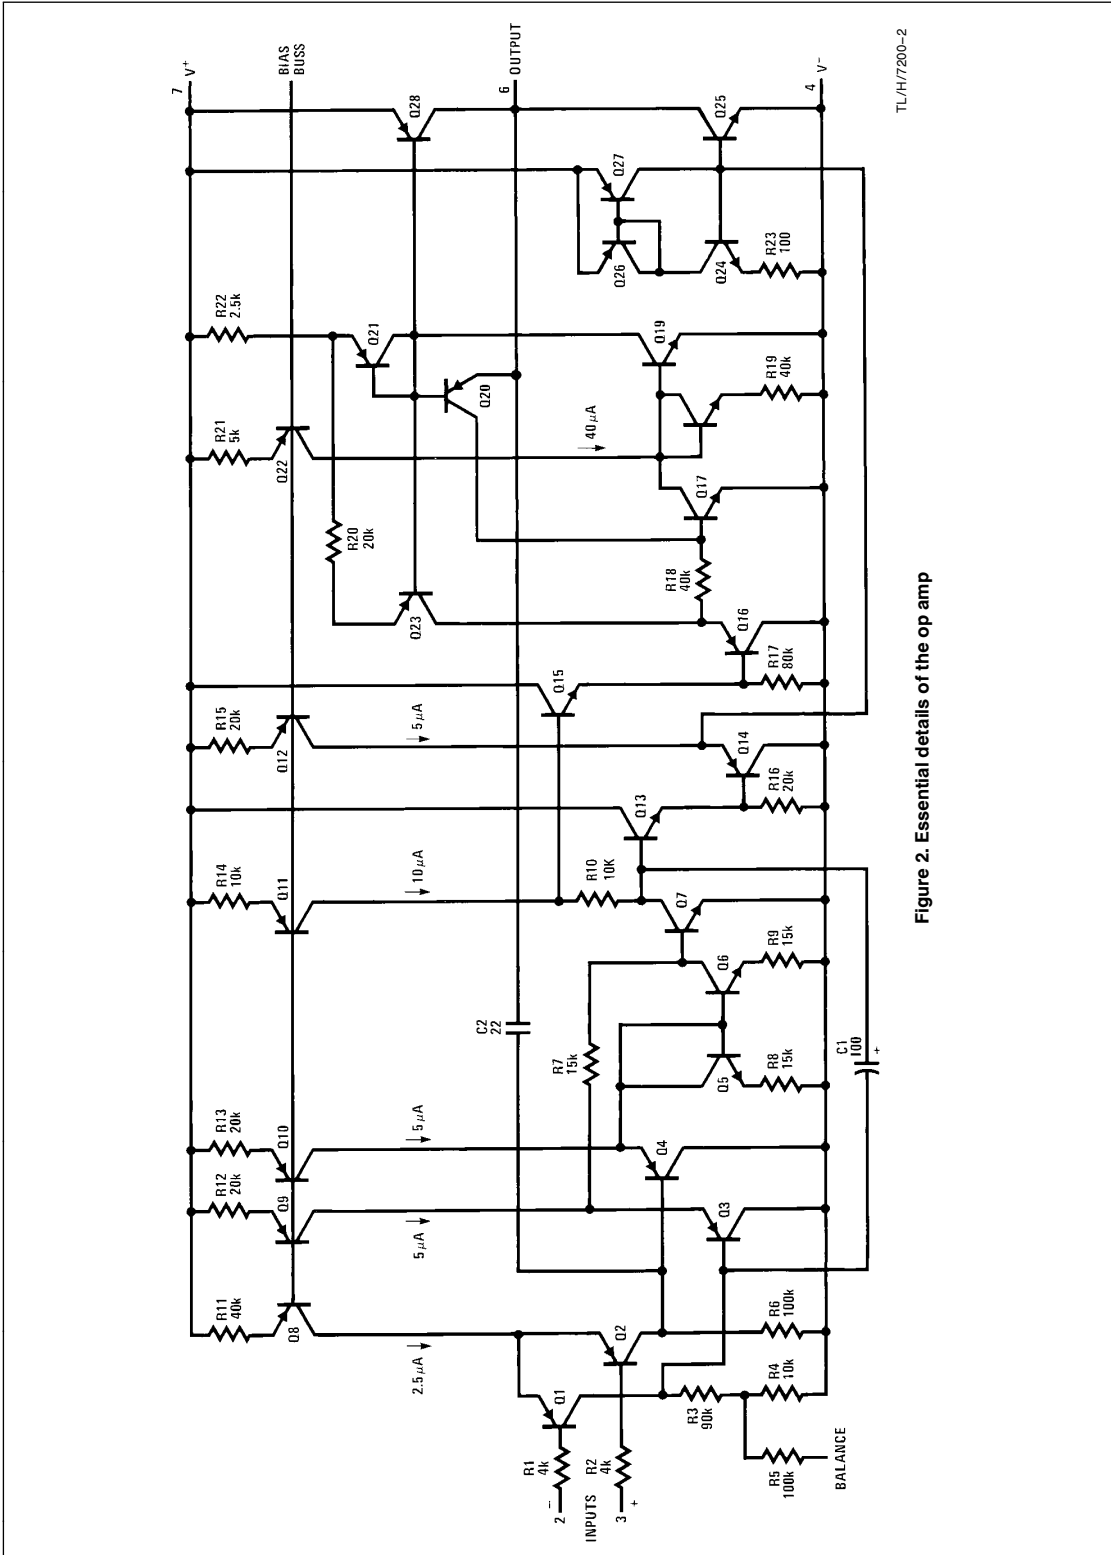 7 V+
BIAS
BUSS
6 OUTPUT
4 V−
TL/H/7200–2
R11
40k
R12
20k
R13
20k
R14
10k
R15
20k
R21
5k
R22
2.5k
Q8
Q9
Q10
Q11
Q12
Q22
Q21
Q28
R20
20k
Q23
Q20
2.5 μA
5 μA
5 μA
10 μA
5 μA
40 μA
C2
22
Q1
Q2
R7
15k
R10
10K
Q13
Q15
R18
40k
Q17
Q19
Q26
Q27
R1
4k
R2
4k
2 −
INPUTS
3 +
R3
90k
Q3
Q4
Q5
Q6
Q7
Q14
Q16
Q24
Q25
R5
100k
BALANCE
R4
10k
R6
100k
R8
15k
R9
15k
R16
20k
R17
80k
R19
40k
R23
100
C1
100
+
Figure 2. Essential details of the op amp